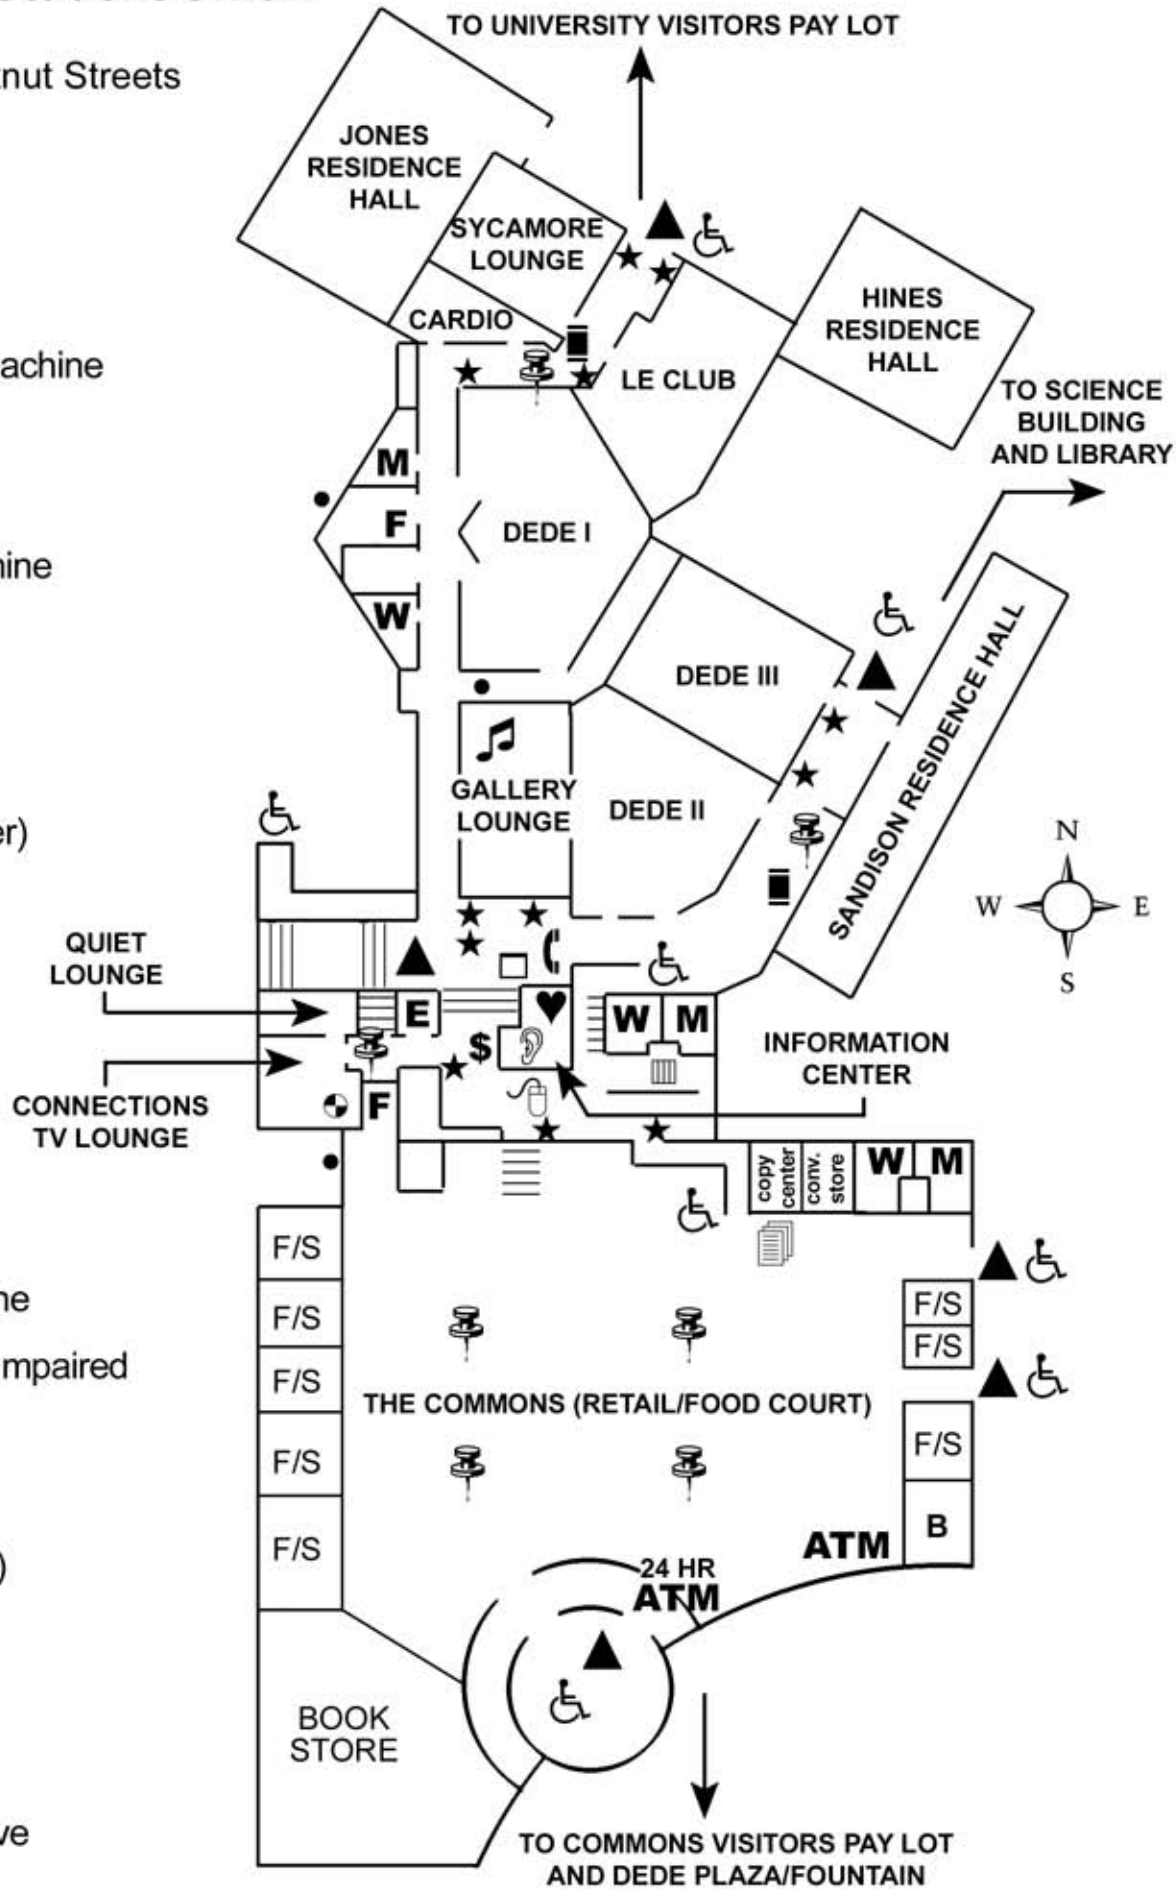 TO UNIVERSITY VISITORS PAY LOT
tnut Streets
JONES
RESIDENCE
HALL
SYCAMORE
LOUNGE
CARDIO
HINES
RESIDENCE
HALL
LE CLUB
achine
TO SCIENCE
BUILDING
AND LIBRARY
M
F
DEDE I
nine
W
DEDE III
SANDISON RESIDENCE HALL
GALLERY
LOUNGE
DEDE II
er)
N
W
E
S
QUIET
LOUNGE
E
$
W
M
INFORMATION
CENTER
CONNECTIONS
TV LOUNGE
F
copy
center
conv.
store
W
M
F/S
F/S
F/S
F/S
F/S
F/S
F/S
F/S
ne
mpaired
THE COMMONS (RETAIL/FOOD COURT)
B
ATM
24 HR
ATM
)
BOOK
STORE
ve
TO COMMONS VISITORS PAY LOT
AND DEDE PLAZA/FOUNTAIN